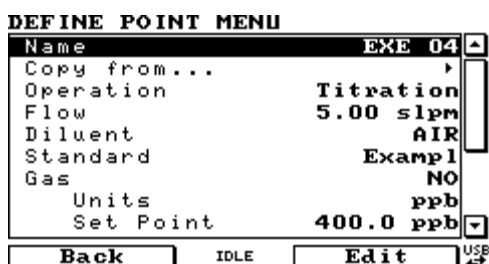 DEFINE POINT MENU
Name EXE 04
Copy from...
Operation Titration
Flow 5.00 slpm
Diluent AIR
Standard Exampl
Gas NO
Units ppb
Set Point 400.0 ppb
Back IDLE Edit USB